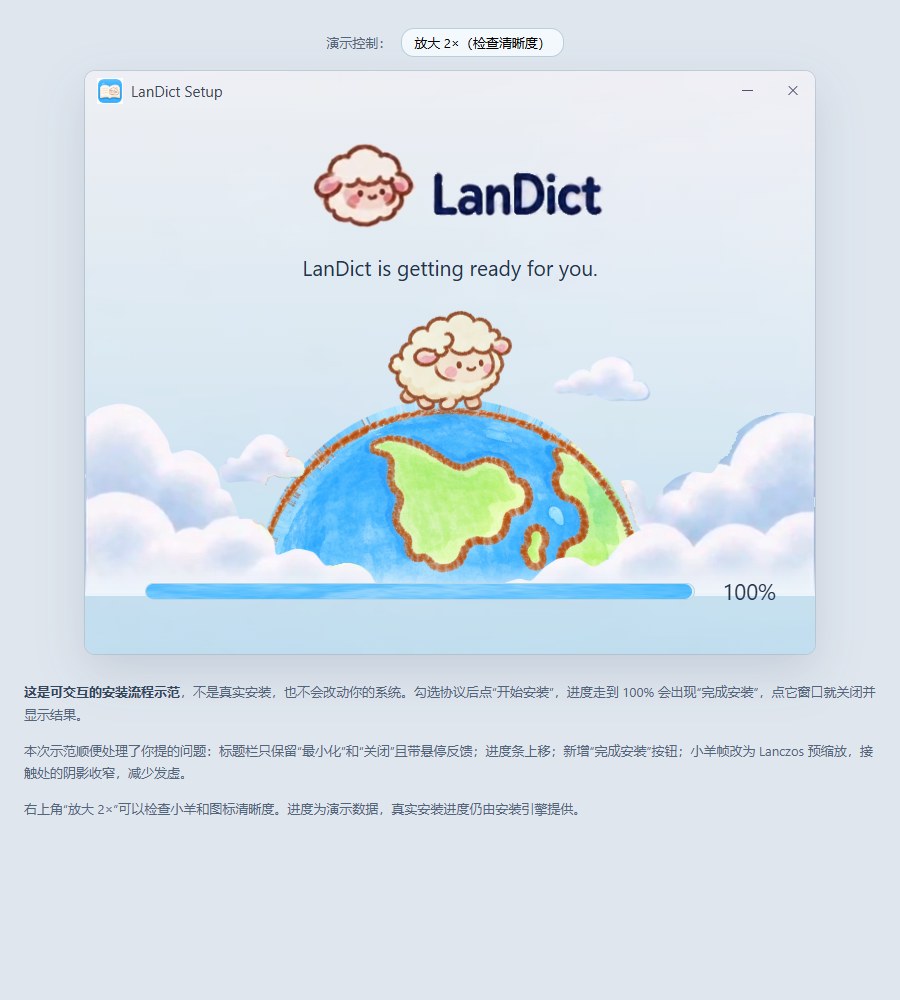 演示控制：
放大 2×（检查清晰度）
LanDict Setup
LanDict
LanDict is getting ready for you.
100%
这是可交互的安装流程示范，不是真实安装，也不会改动你的系统。勾选协议后点“开始安装”，进度走到 100% 会出现“完成安装”，点它窗口就关闭并
显示结果。
本次示范顺便处理了你提的问题：标题栏只保留“最小化”和“关闭”且带悬停反馈；进度条上移；新增“完成安装”按钮；小羊帧改为 Lanczos 预缩放，接
触处的阴影收窄，减少发虚。
右上角“放大 2×”可以检查小羊和图标清晰度。进度为演示数据，真实安装进度仍由安装引擎提供。